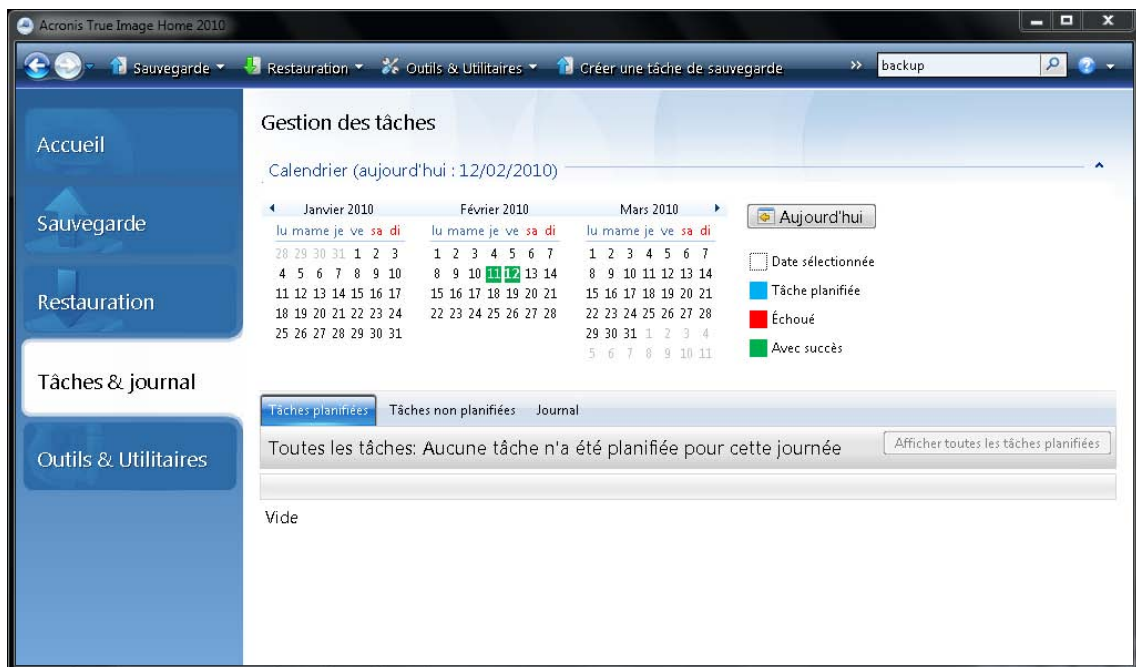 Acronis True Image Home 2010
Sauvegarde Restauration Outils & Utilitaires Créer une tâche de sauvegarde » backup
Accueil
Sauvegarde
Restauration
Tâches & journal
Outils & Utilitaires
Gestion des tâches
Calendrier (aujourd'hui : 12/02/2010)
Janvier 2010 Février 2010 Mars 2010
lu ma me je ve sa di lu ma me je ve sa di lu ma me je ve sa di
28 29 30 31 1 2 3 1 2 3 4 5 6 7 1 2 3 4 5 6 7
4 5 6 7 8 9 10 8 9 10 11 12 13 14 8 9 10 11 12 13 14
11 12 13 14 15 16 17 15 16 17 18 19 20 21 15 16 17 18 19 20 21
18 19 20 21 22 23 24 22 23 24 25 26 27 28 22 23 24 25 26 27 28
25 26 27 28 29 30 31 29 30 31 1 2 3 4
5 6 7 8 9 10 11
Aujourd'hui
Date sélectionnée
Tâche planifiée
Échoué
Avec succès
Tâches planifiées Tâches non planifiées Journal
Toutes les tâches: Aucune tâche n'a été planifiée pour cette journée Afficher toutes les tâches planifiées
Vide